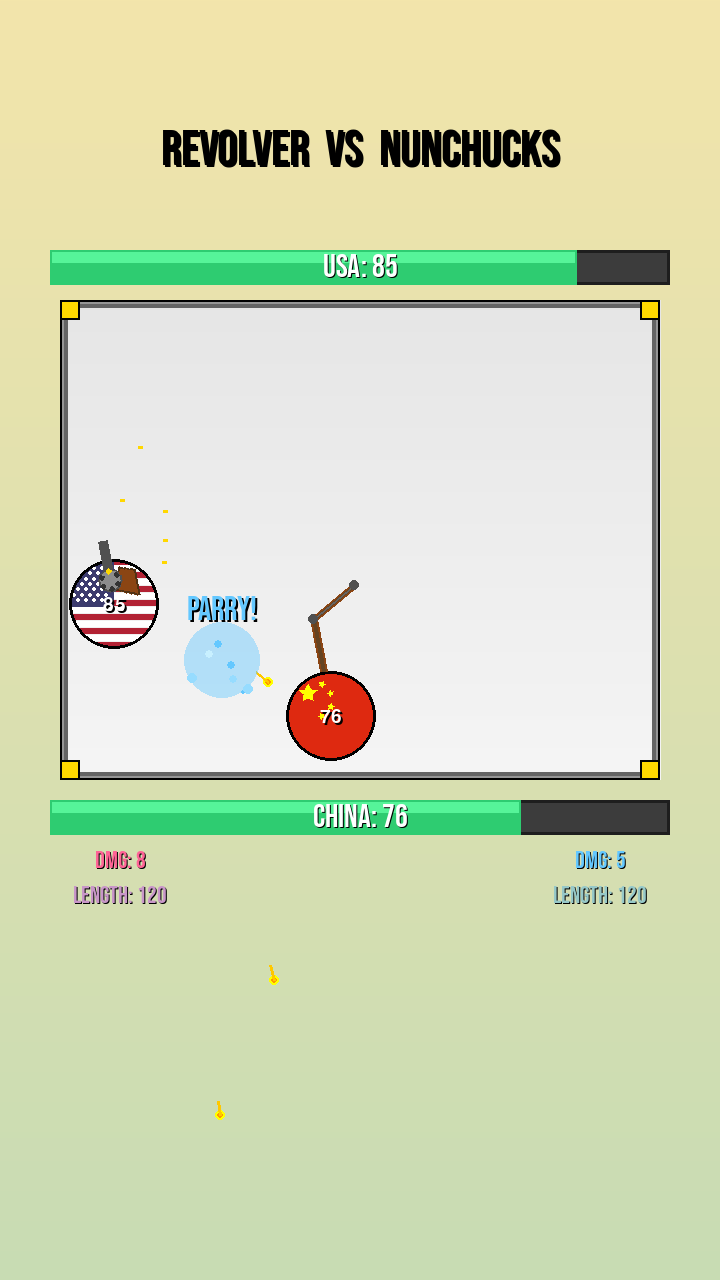 REVOLVER VS NUNCHUCKS
USA: 85
85
PARRY!
76
CHINA: 76
DMG: 8
DMG: 5
LENGTH: 120
LENGTH: 120